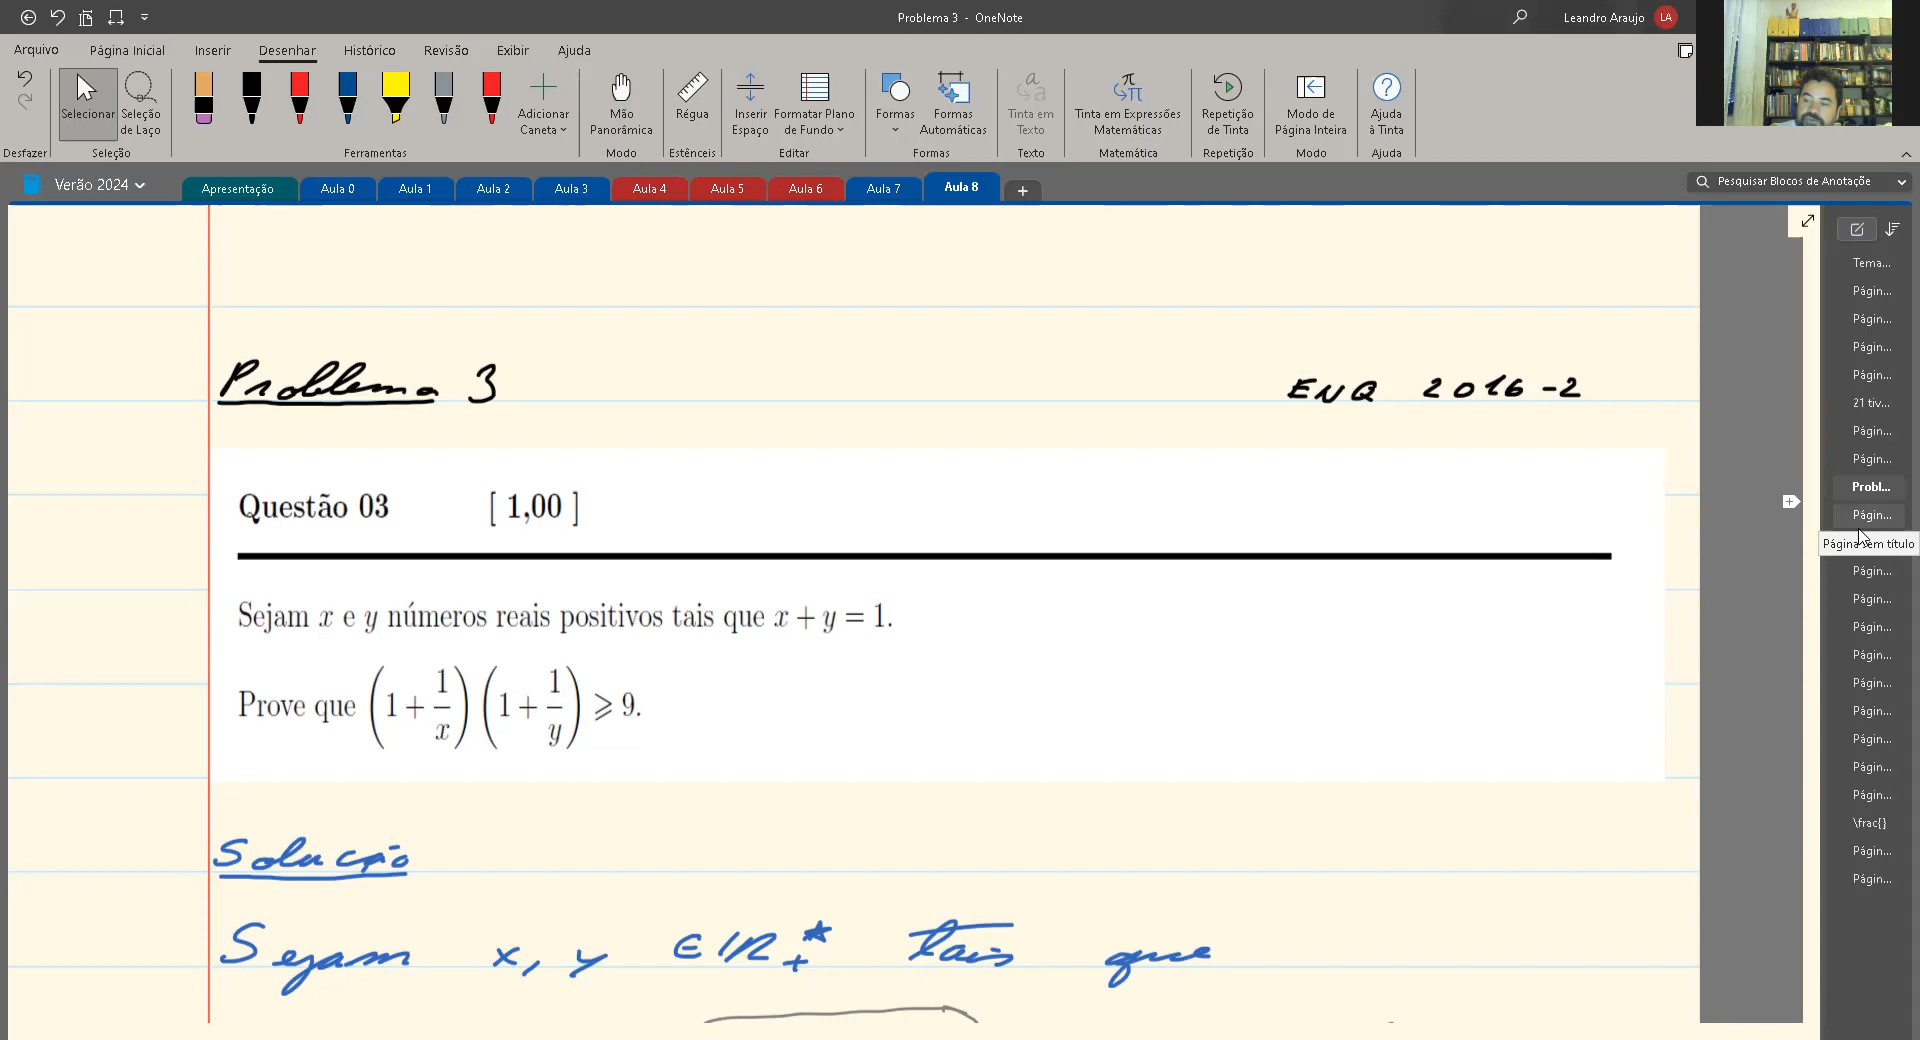 Problema 3 - OneNote
Leandro Araujo
LA
Arquivo Página Inicial Inserir Desenhar Histórico Revisão Exibir Ajuda
Selecionar
Seleção de Laço
Adicionar Caneta
Mão Panorâmica
Régua
Inserir Espaço
Formatar Plano de Fundo
Formas
Formas Automáticas
Tinta em Texto
Tinta em Expressões Matemáticas
Repetição de Tinta
Modo de Página Inteira
Ajuda à Tinta
Desfazer Seleção Ferramentas Modo Estênceis Editar Formas Texto Matemática Repetição Modo Ajuda
Verão 2024
Apresentação Aula 0 Aula 1 Aula 2 Aula 3 Aula 4 Aula 5 Aula 6 Aula 7 Aula 8 +
Pesquisar Blocos de Anotaçõe
Problema 3
ENQ 2016-2
Questão 03 [ 1,00 ]
Sejam x e y números reais positivos tais que x + y = 1.
Prove que (1 + 1/x)(1 + 1/y) ⩾ 9.
Solução
Sejam x, y ∈ IR₊* tais que
Tema...
Págin...
Págin...
Págin...
Págin...
21 tiv...
Págin...
Págin...
Probl...
Págin...
Página sem título
Págin...
Págin...
Págin...
Págin...
Págin...
Págin...
Págin...
Págin...
Págin...
\frac{}
Págin...
Págin...